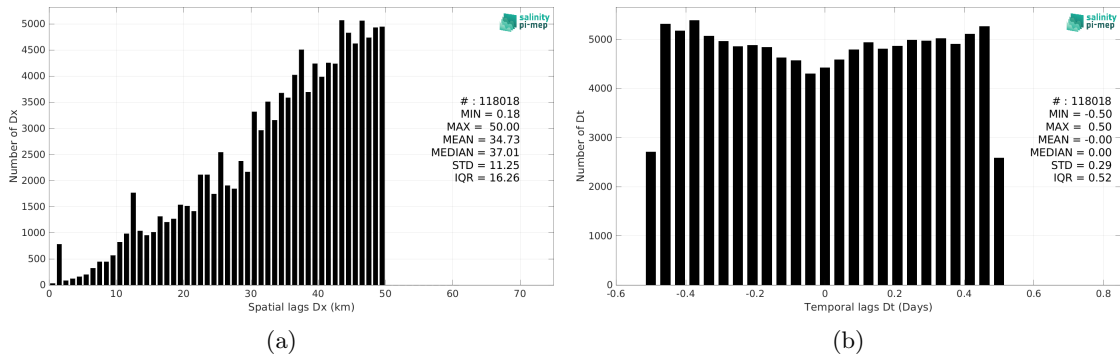 5000
4500
4000
3500
3000
2500
2000
1500
1000
500
0
Number of Dx
0 10 20 30 40 50 60 70
Spatial lags Dx (km)
salinity
pi-mep
# : 118018
MIN = 0.18
MAX = 50.00
MEAN = 34.73
MEDIAN = 37.01
STD = 11.25
IQR = 16.26
(a)
5000
4000
3000
2000
1000
0
Number of Dt
-0.6 -0.4 -0.2 0 0.2 0.4 0.6 0.8
Temporal lags Dt (Days)
salinity
pi-mep
# : 118018
MIN = -0.50
MAX = 0.50
MEAN = -0.00
MEDIAN = 0.00
STD = 0.29
IQR = 0.52
(b)